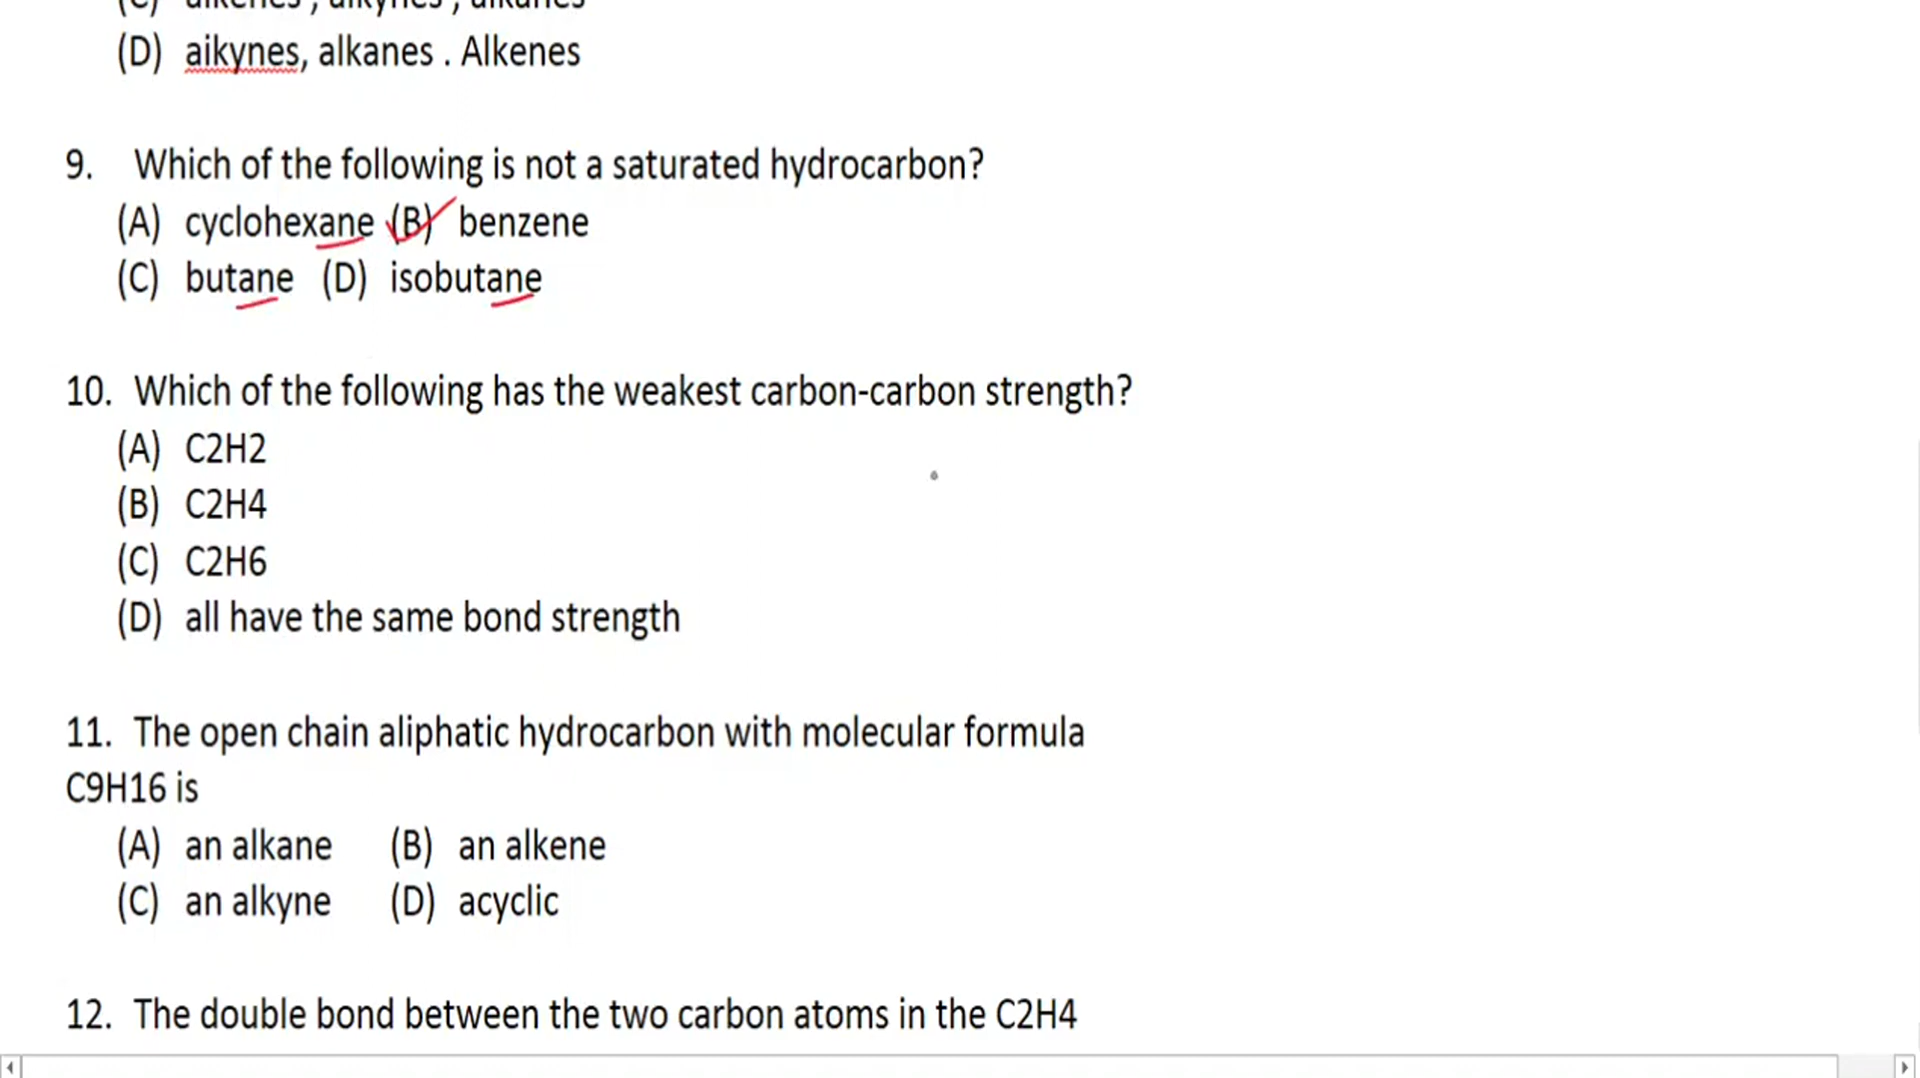 (C) alkenes , alkynes , alkanes
(D) aikynes, alkanes . Alkenes
9. Which of the following is not a saturated hydrocarbon?
(A) cyclohexane (B) benzene
(C) butane (D) isobutane
10. Which of the following has the weakest carbon-carbon strength?
(A) C2H2
(B) C2H4
(C) C2H6
(D) all have the same bond strength
11. The open chain aliphatic hydrocarbon with molecular formula
C9H16 is
(A) an alkane (B) an alkene
(C) an alkyne (D) acyclic
12. The double bond between the two carbon atoms in the C2H4